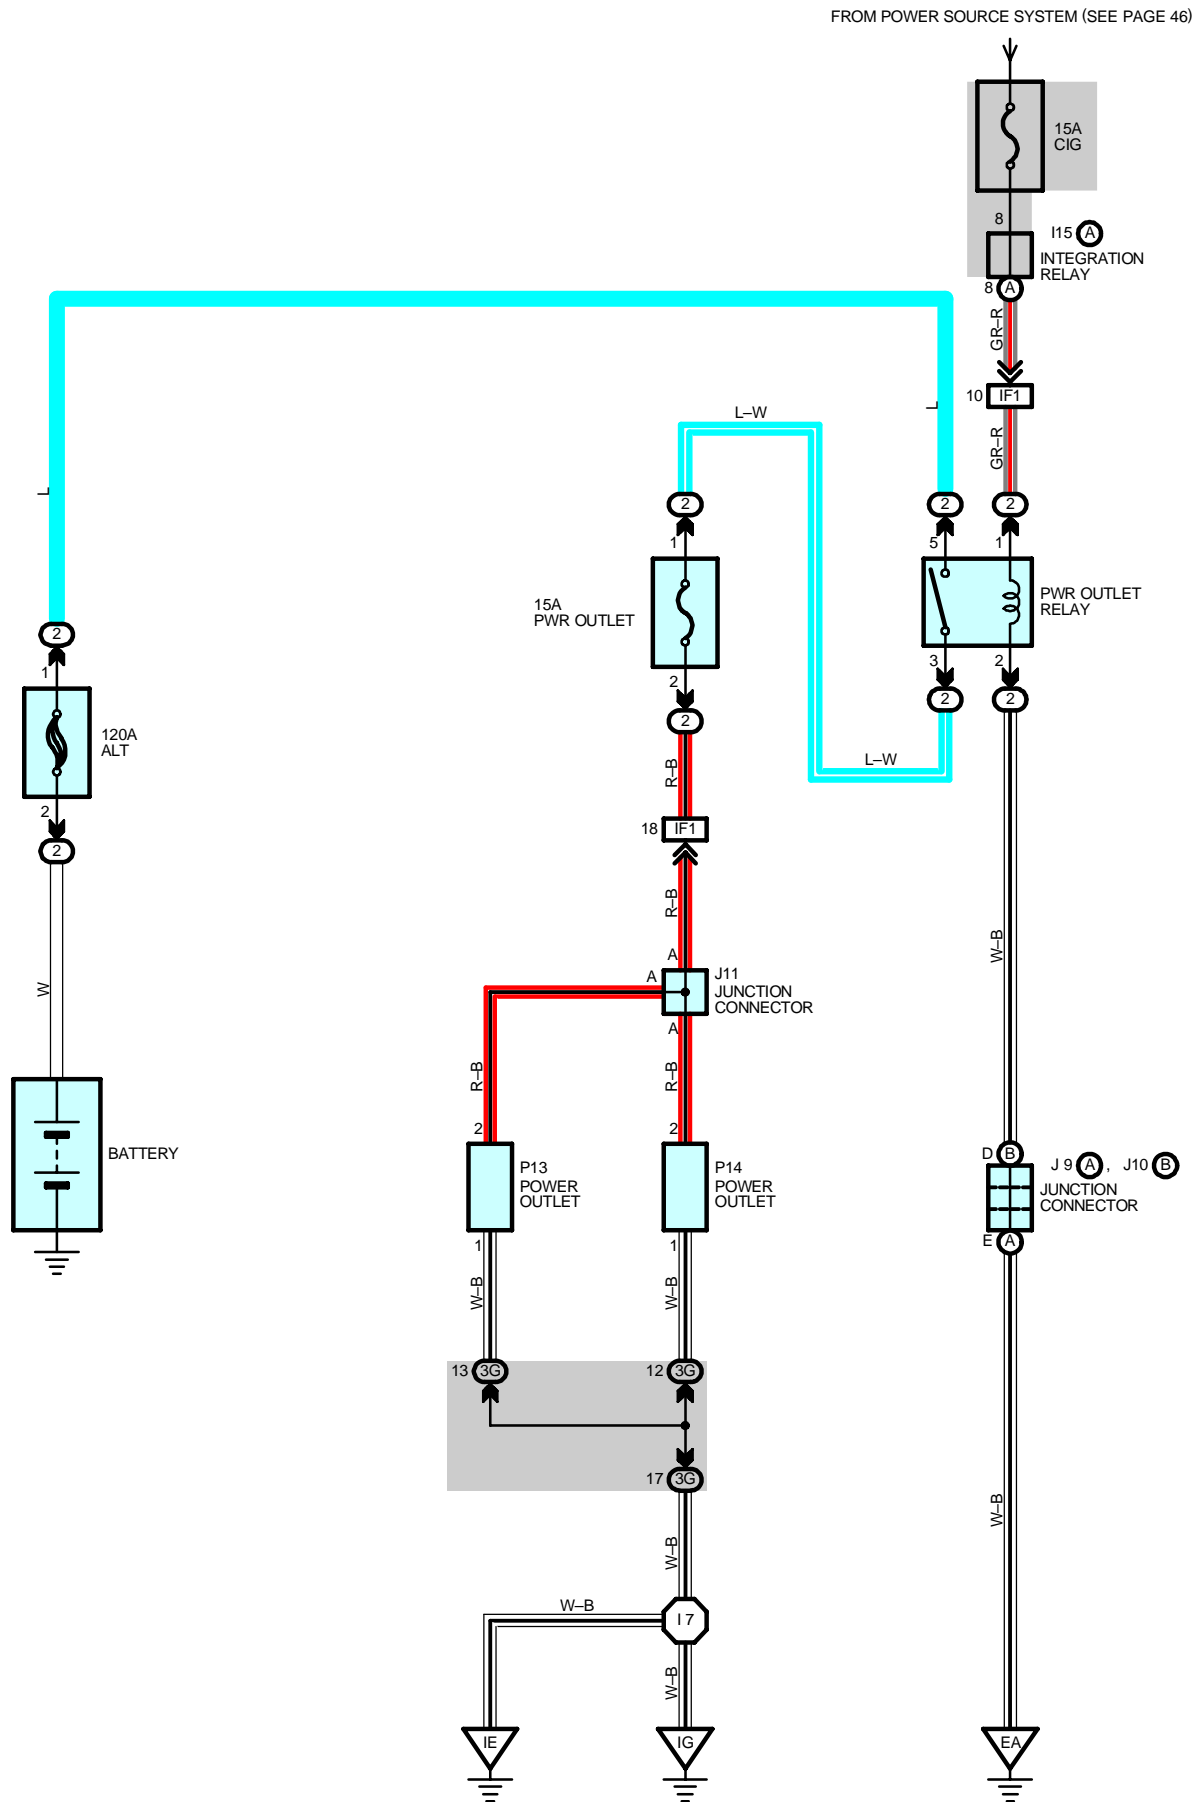 FROM POWER SOURCE SYSTEM (SEE PAGE 46)
15A
CIG
8
I15 A
INTEGRATION
RELAY
8 A
GR–R
10 IF1
GR–R
L
L
L–W
2
2
2
1
5
1
15A
PWR OUTLET
PWR OUTLET
RELAY
2
1
2
3
2
2
2
2
120A
ALT
2
2
L–W
R–B
18 IF1
R–B
W
W–B
A
A
J11
JUNCTION
CONNECTOR
A
R–B
R–B
2
2
BATTERY
P13
POWER
OUTLET
P14
POWER
OUTLET
D B
J 9 A , J10 B
JUNCTION
CONNECTOR
E A
1
1
W–B
W–B
13 3G
12 3G
17 3G
W–B
W–B
W–B
I 7
W–B
IE
IG
EA